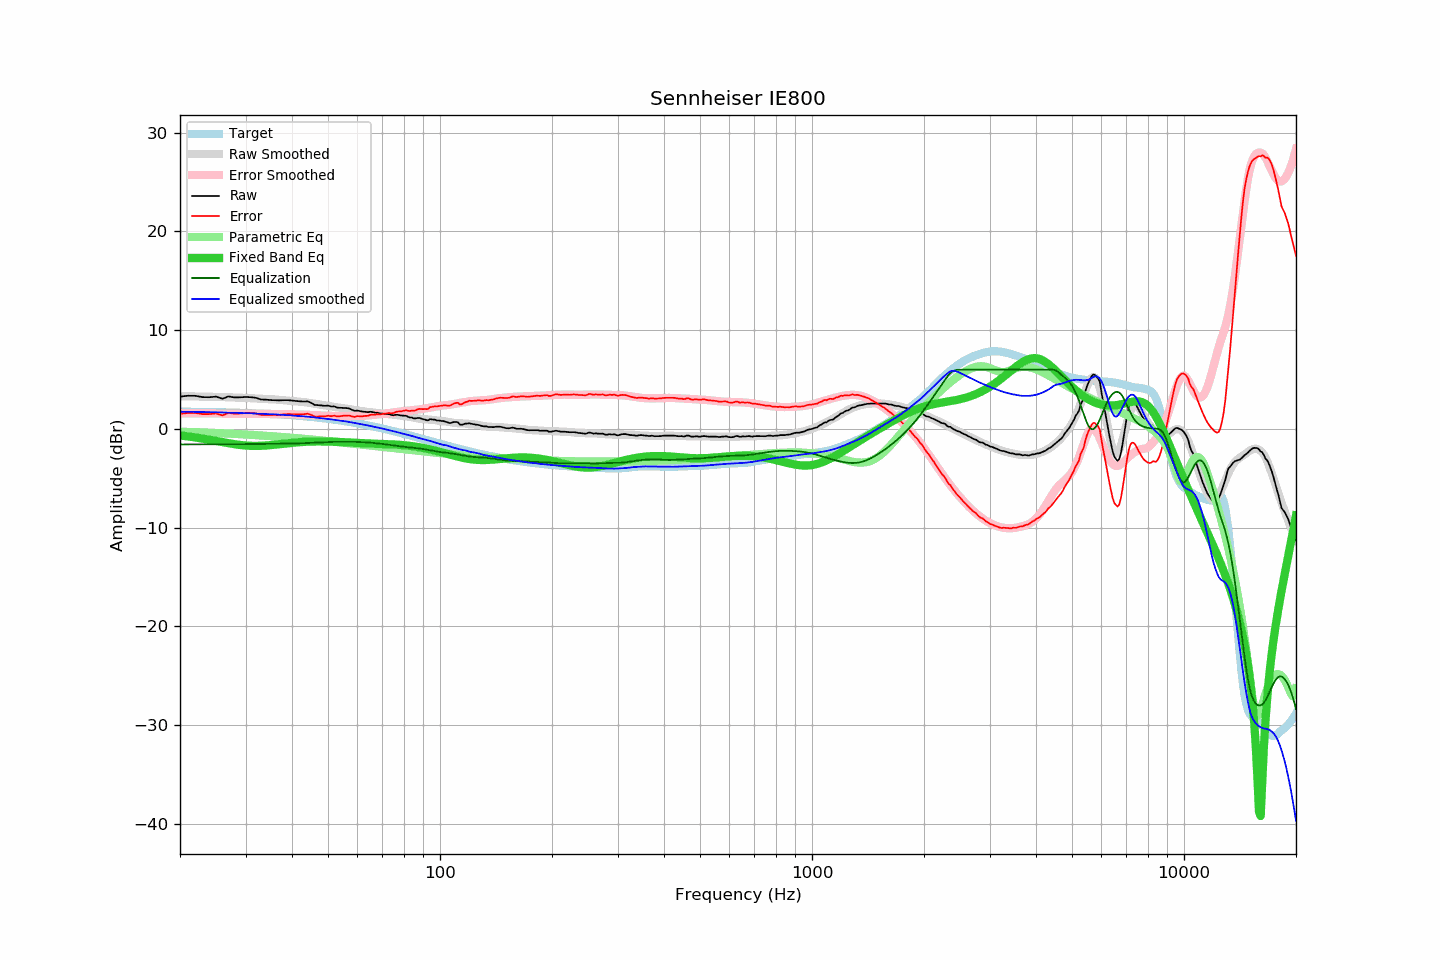 Sennheiser IE800
30
20
10
0
−10
−20
−30
−40
Amplitude (dBr)
Target
Raw Smoothed
Error Smoothed
Raw
Error
Parametric Eq
Fixed Band Eq
Equalization
Equalized smoothed
100
1000
10000
Frequency (Hz)